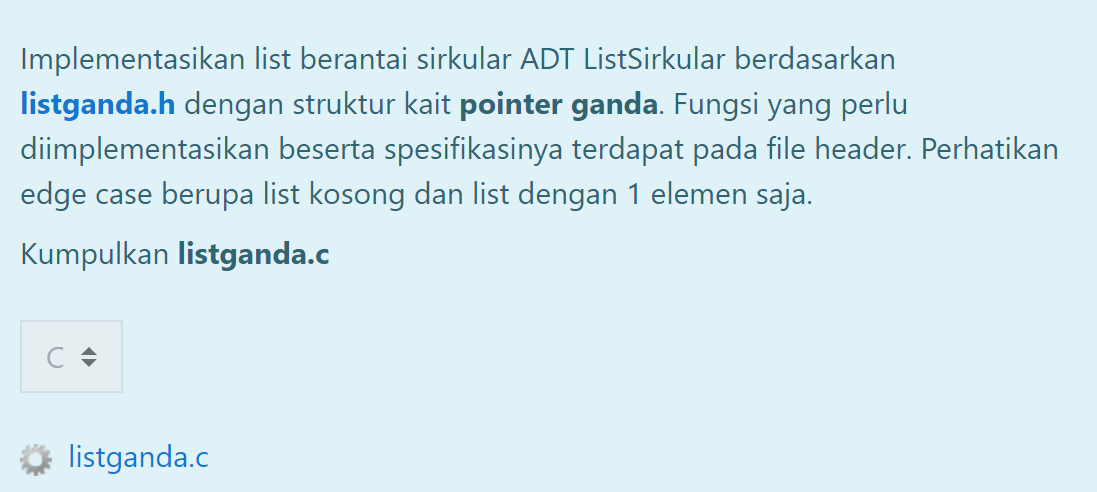 Implementasikan list berantai sirkular ADT ListSirkular berdasarkan
listganda.h dengan struktur kait pointer ganda. Fungsi yang perlu
diimplementasikan beserta spesifikasinya terdapat pada file header. Perhatikan
edge case berupa list kosong dan list dengan 1 elemen saja.
Kumpulkan listganda.c
C
listganda.c